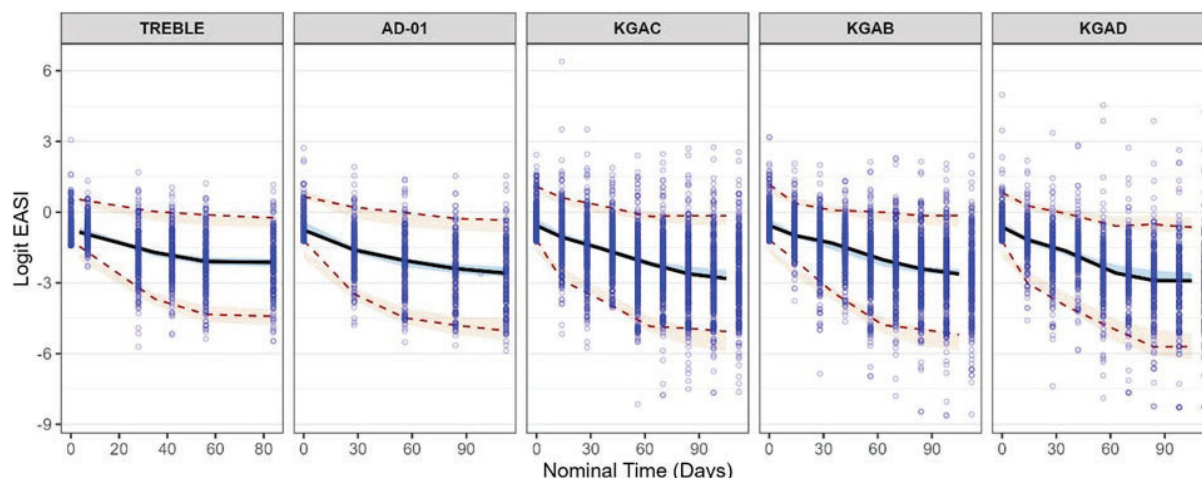 TREBLE AD-01 KGAC KGAB KGAD
6
3
0
-3
-6
-9
Logit EASI
0 20 40 60 80 0 30 60 90 0 30 60 90 0 30 60 90 0 30 60 90
Nominal Time (Days)